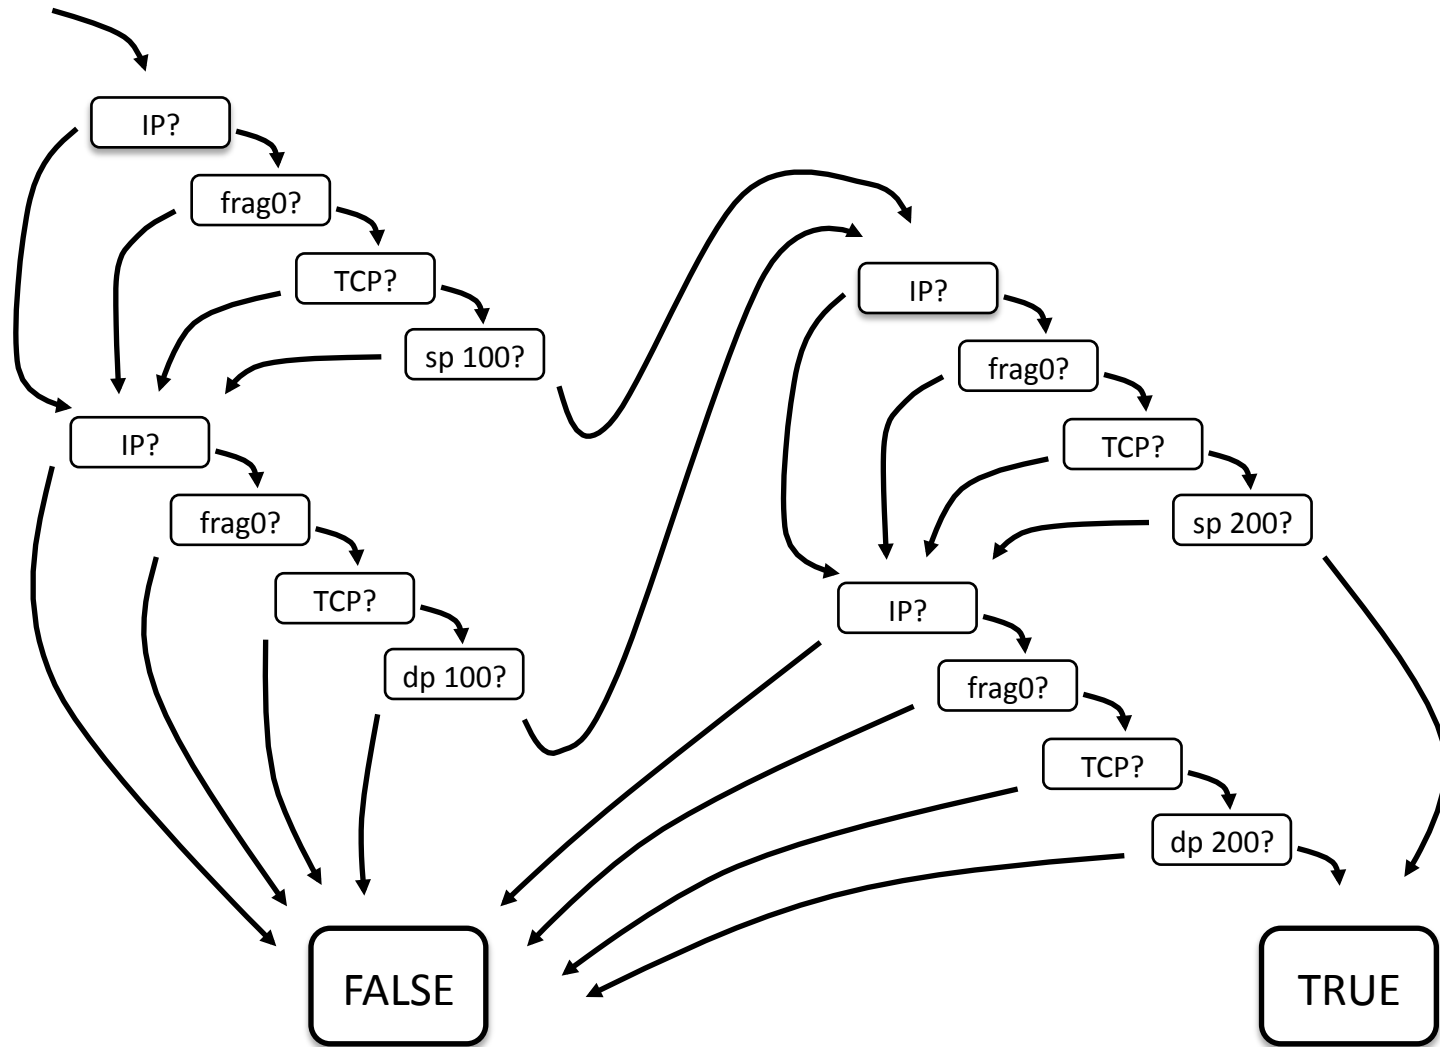 IP?
frag0?
TCP?
sp 100?
IP?
frag0?
TCP?
dp 100?
IP?
frag0?
TCP?
sp 200?
IP?
frag0?
TCP?
dp 200?
FALSE
TRUE